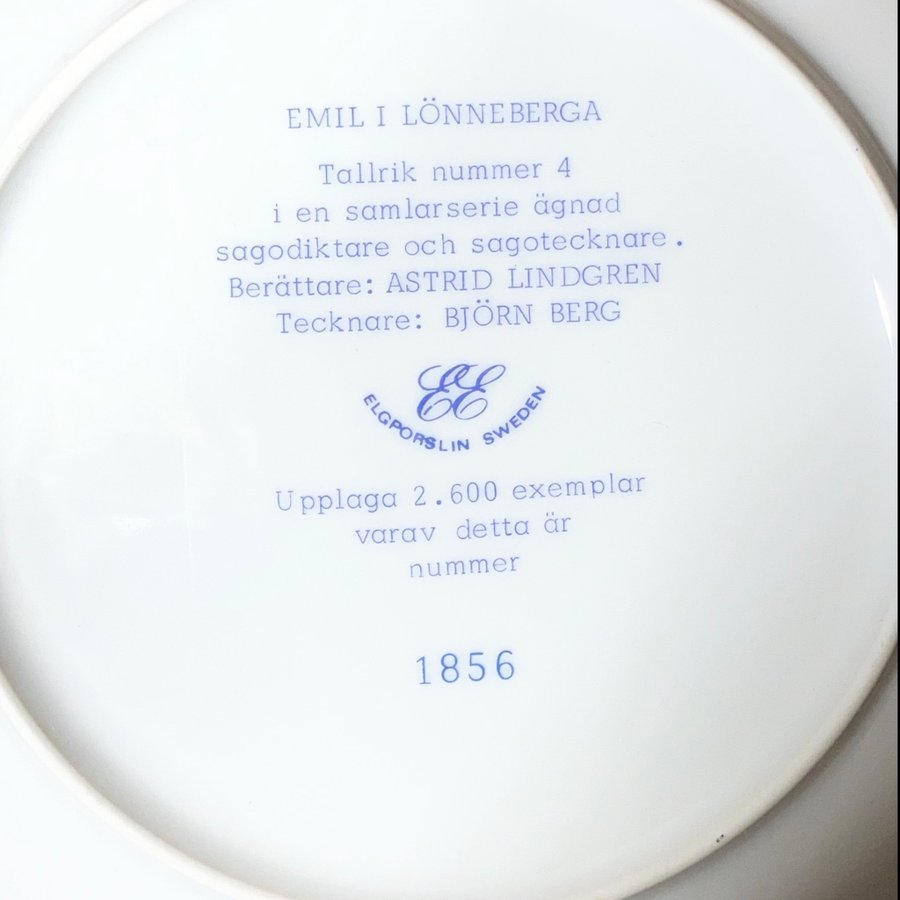 EMIL I LÖNNEBERGA
Tallrik nummer 4
i en samlarserie ägnad
sagodiktare och sagotecknare.
Berättare: ASTRID LINDGREN
Tecknare: BJÖRN BERG
EE
ELGPORSLIN SWEDEN
Upplaga 2.600 exemplar
varav detta är
nummer
1856